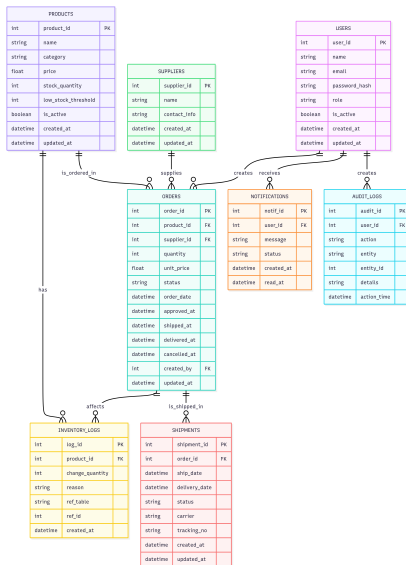 PRODUCTS
int product_id PK
string name
string category
float price
int stock_quantity
int low_stock_threshold
boolean is_active
datetime created_at
datetime updated_at
SUPPLIERS
int supplier_id PK
string name
string contact_info
datetime created_at
datetime updated_at
USERS
int user_id PK
string name
string email
string password_hash
string role
boolean is_active
datetime created_at
datetime updated_at
is_ordered_in
supplies
creates
receives
creates
ORDERS
int order_id PK
int product_id FK
int supplier_id FK
int quantity
float unit_price
string status
datetime order_date
datetime approved_at
datetime shipped_at
datetime delivered_at
datetime cancelled_at
int created_by FK
datetime updated_at
NOTIFICATIONS
int notif_id PK
int user_id FK
string message
string status
datetime created_at
datetime read_at
AUDIT_LOGS
int audit_id PK
int user_id FK
string action
string entity
int entity_id
string details
datetime action_time
has
affects
is_shipped_in
INVENTORY_LOGS
int log_id PK
int product_id FK
int change_quantity
string reason
string ref_table
int ref_id
datetime created_at
SHIPMENTS
int shipment_id PK
int order_id FK
datetime ship_date
datetime delivery_date
string status
string carrier
string tracking_no
datetime created_at
datetime updated_at